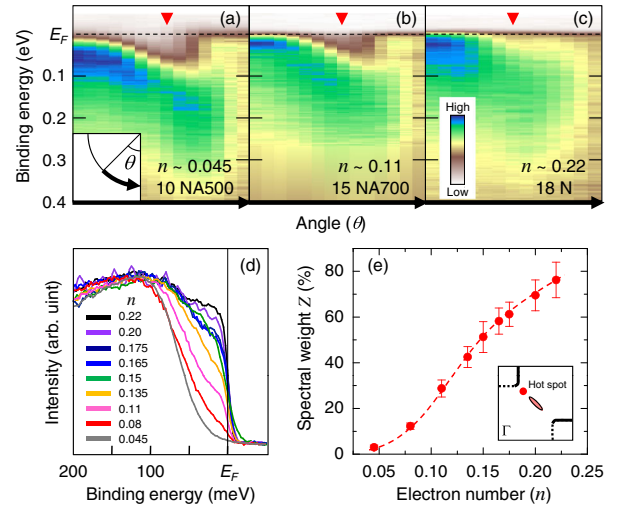 (a)
(b)
(c)
Binding energy (eV)
E_F
0.1
0.2
0.3
0.4
θ
n ~ 0.045
10 NA500
n ~ 0.11
15 NA700
High
Low
n ~ 0.22
18 N
Angle (θ)
(d)
Intensity (arb. uint)
n
0.22
0.20
0.175
0.165
0.15
0.135
0.11
0.08
0.045
200
100
E_F
Binding energy (meV)
(e)
Spectral weight Z (%)
80
60
40
20
0
Hot spot
Γ
0.05
0.10
0.15
0.20
0.25
Electron number (n)